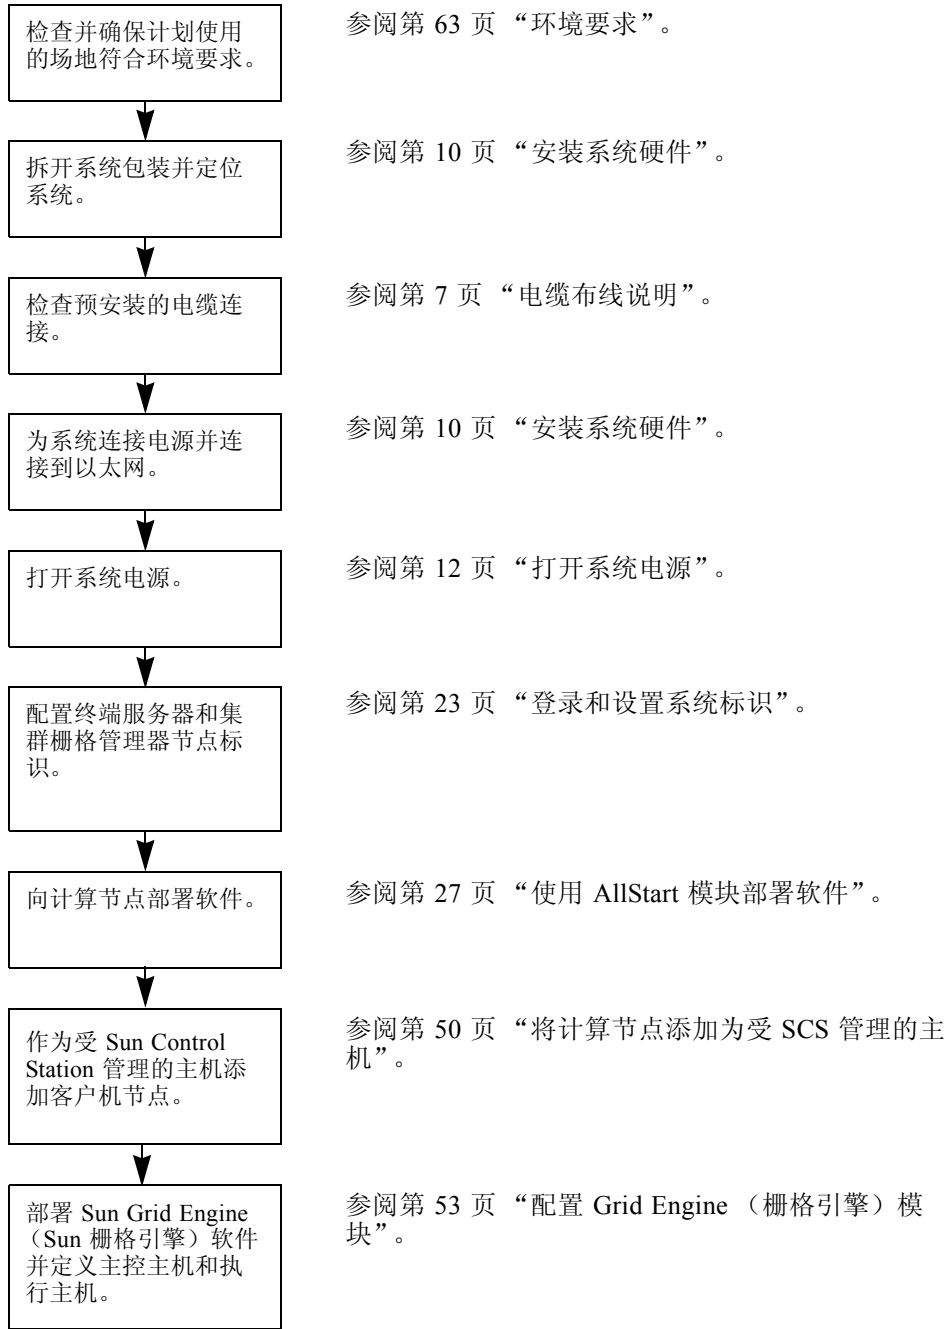 检查并确保计划使用
的场地符合环境要求。
参阅第 63 页 “环境要求”。
拆开系统包装并定位
系统。
参阅第 10 页 “安装系统硬件”。
检查预安装的电缆连
接。
参阅第 7 页 “电缆布线说明”。
为系统连接电源并连
接到以太网。
参阅第 10 页 “安装系统硬件”。
打开系统电源。
参阅第 12 页 “打开系统电源”。
配置终端服务器和集
群栅格管理器节点标
识。
参阅第 23 页 “登录和设置系统标识”。
向计算节点部署软件。
参阅第 27 页 “使用 AllStart 模块部署软件”。
作为受 Sun Control
Station 管理的主机添
加客户机节点。
参阅第 50 页 “将计算节点添加为受 SCS 管理的主
机”。
部署 Sun Grid Engine
（Sun 栅格引擎）软件
并定义主控主机和执
行主机。
参阅第 53 页 “配置 Grid Engine （栅格引擎）模
块”。